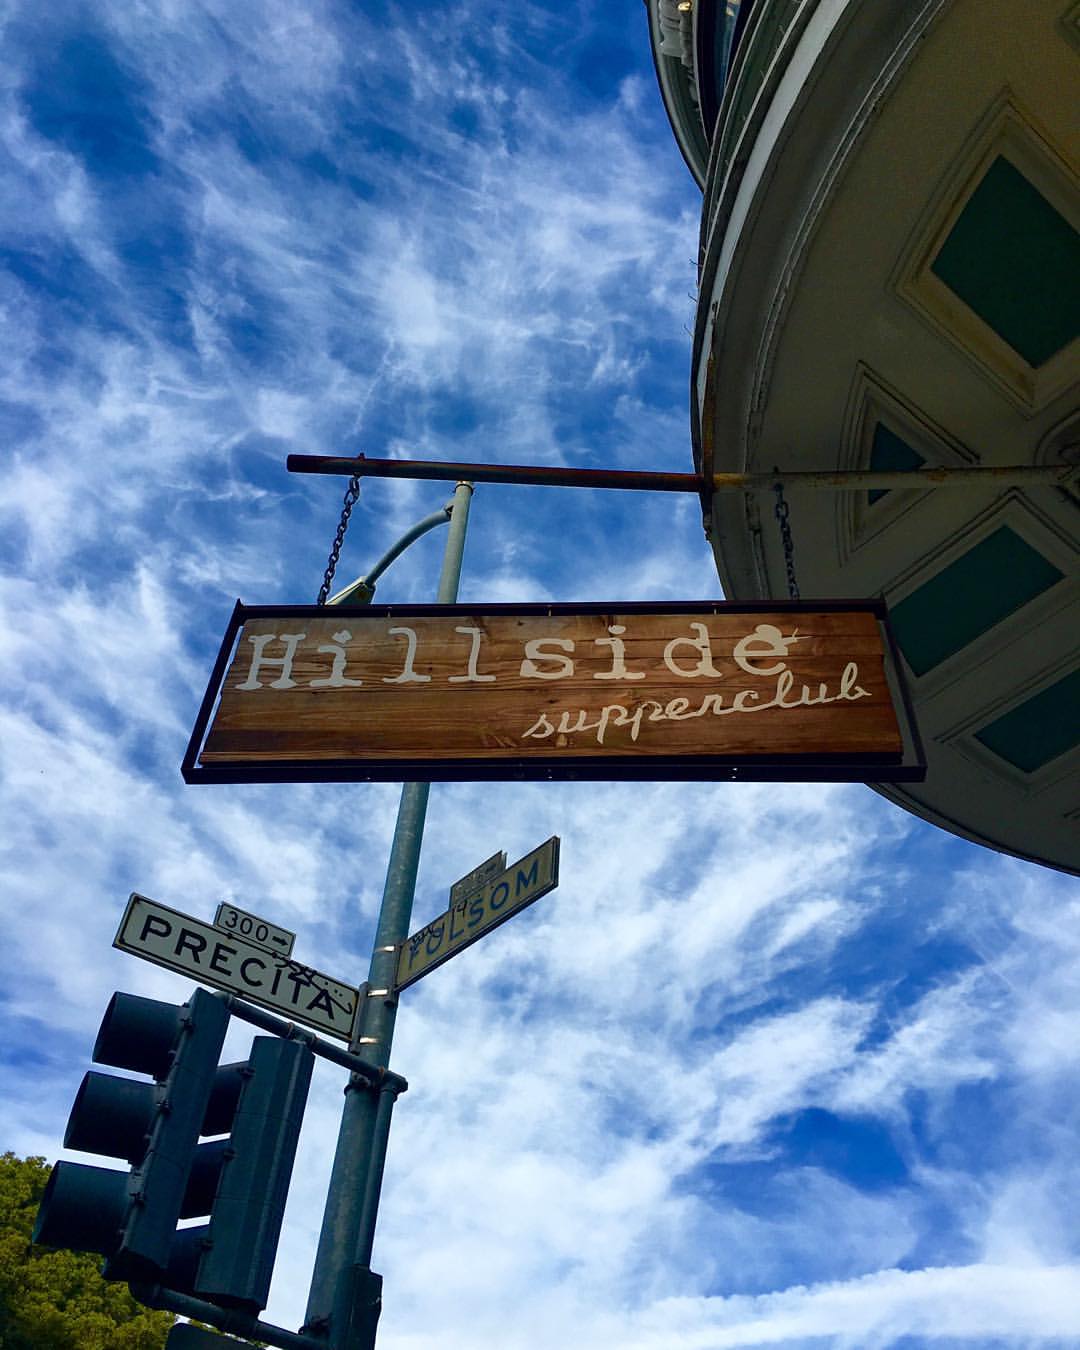 Hillside
supperclub
FOLSOM
300→
PRECITA